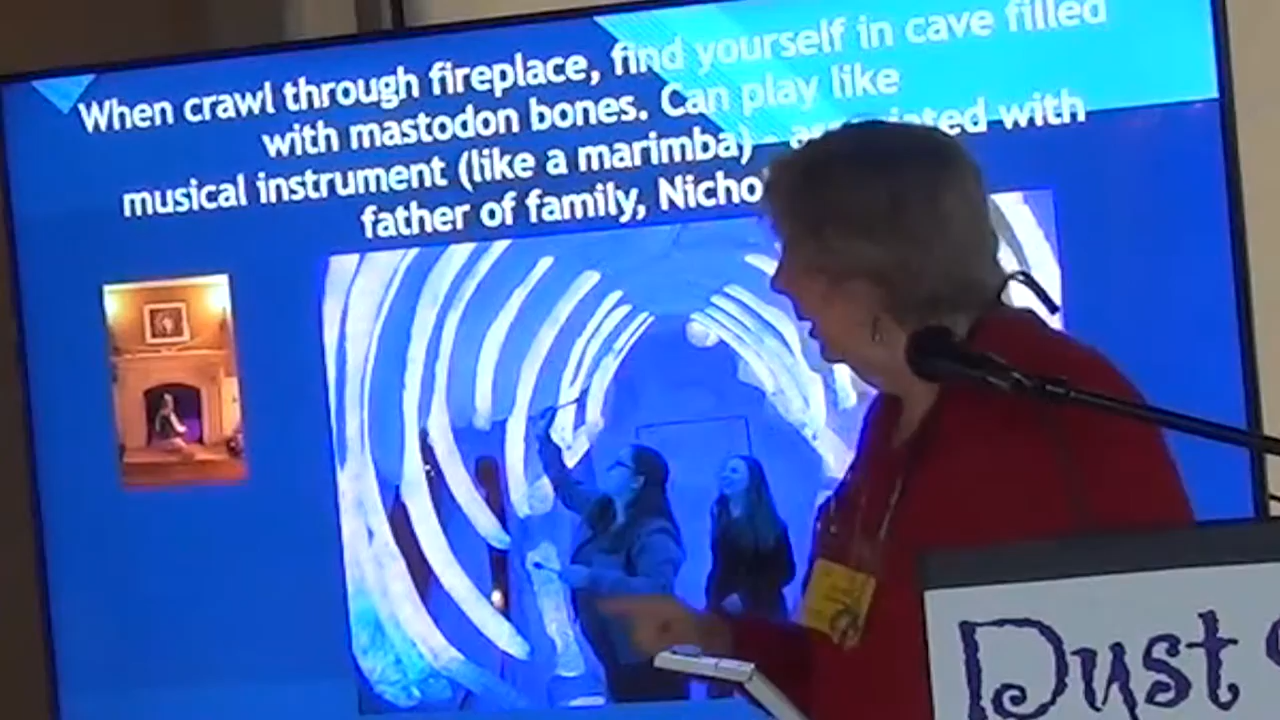 When crawl through fireplace, find yourself in cave filled
with mastodon bones. Can play like
musical instrument (like a marimba) - with
father of family,
Dust